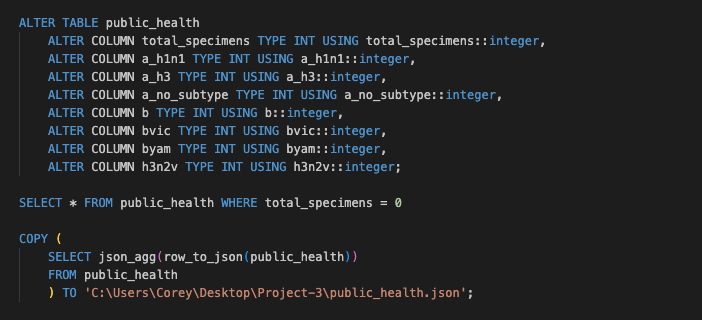 ALTER TABLE public_health
ALTER COLUMN total_specimens TYPE INT USING total_specimens::integer,
ALTER COLUMN a_h1n1 TYPE INT USING a_h1n1::integer,
ALTER COLUMN a_h3 TYPE INT USING a_h3::integer,
ALTER COLUMN a_no_subtype TYPE INT USING a_no_subtype::integer,
ALTER COLUMN b TYPE INT USING b::integer,
ALTER COLUMN bvic TYPE INT USING bvic::integer,
ALTER COLUMN byam TYPE INT USING byam::integer,
ALTER COLUMN h3n2v TYPE INT USING h3n2v::integer;
SELECT * FROM public_health WHERE total_specimens = 0
COPY (
SELECT json_agg(row_to_json(public_health))
FROM public_health
) TO 'C:\Users\Corey\Desktop\Project-3\public_health.json';